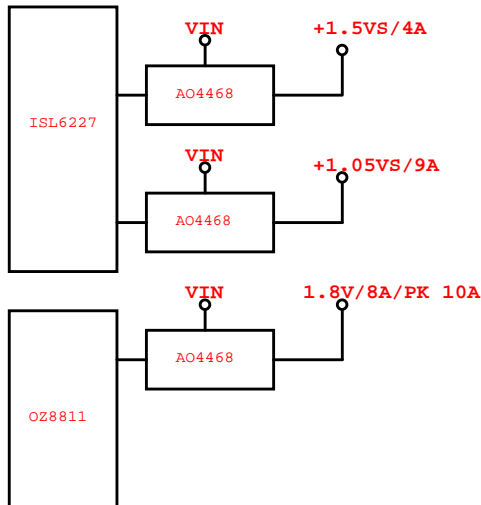 VIN +1.5VS/4A
AO4468
ISL6227
VIN
+1.05VS/9A
AO4468
VIN 1.8V/8A/PK 10A
AO4468
OZ8811